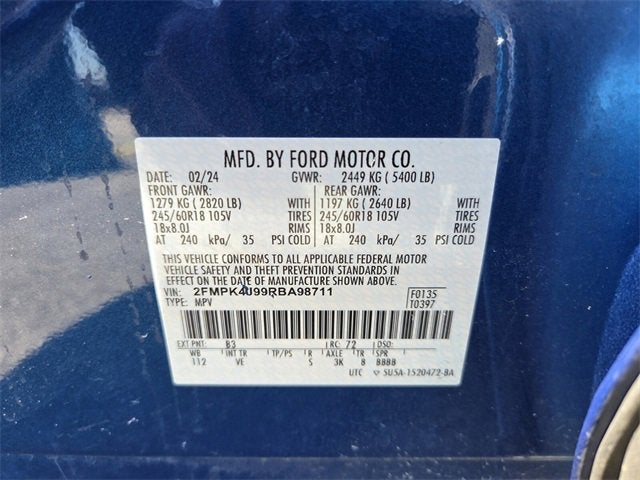 MFD. BY FORD MOTOR CO.
DATE: 02/24 GVWR: 2449 KG ( 5400 LB)
FRONT GAWR: REAR GAWR:
1279 KG ( 2820 LB) WITH 1197 KG ( 2640 LB) WITH
245/60R18 105V TIRES 245/60R18 105V TIRES
18x8.0J RIMS 18x8.0J RIMS
AT 240 kPa/ 35 PSI COLD AT 240 kPa/ 35 PSI COLD
THIS VEHICLE CONFORMS TO ALL APPLICABLE FEDERAL MOTOR
VEHICLE SAFETY AND THEFT PREVENTION STANDARDS IN
EFFECT ON THE DATE OF MANUFACTURE SHOWN ABOVE.
VIN: 2FMPK4J99RBA98711 F0135
TYPE: MPV T0397
EXT PNT: B3 RC: 72 DSO:
WB INT TR TP/PS R AXLE TR SPR
112 VE S 3K 8 BBBB
UTC SU5A-1520472-BA